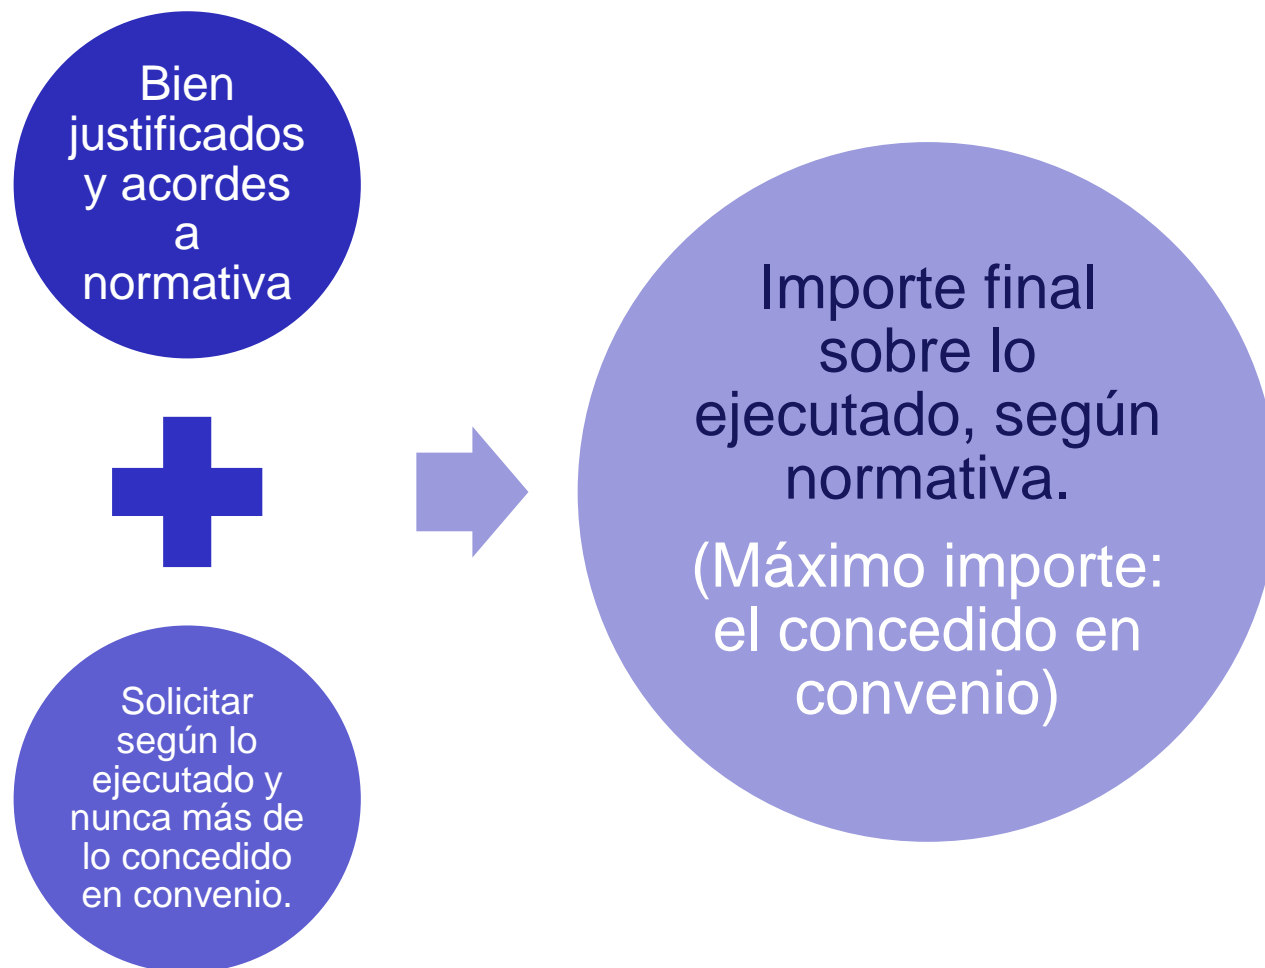 Bien
justificados
y acordes
a
normativa
Solicitar
según lo
ejecutado y
nunca más de
lo concedido
en convenio.
Importe final
sobre lo
ejecutado, según
normativa.
(Máximo importe:
el concedido en
convenio)